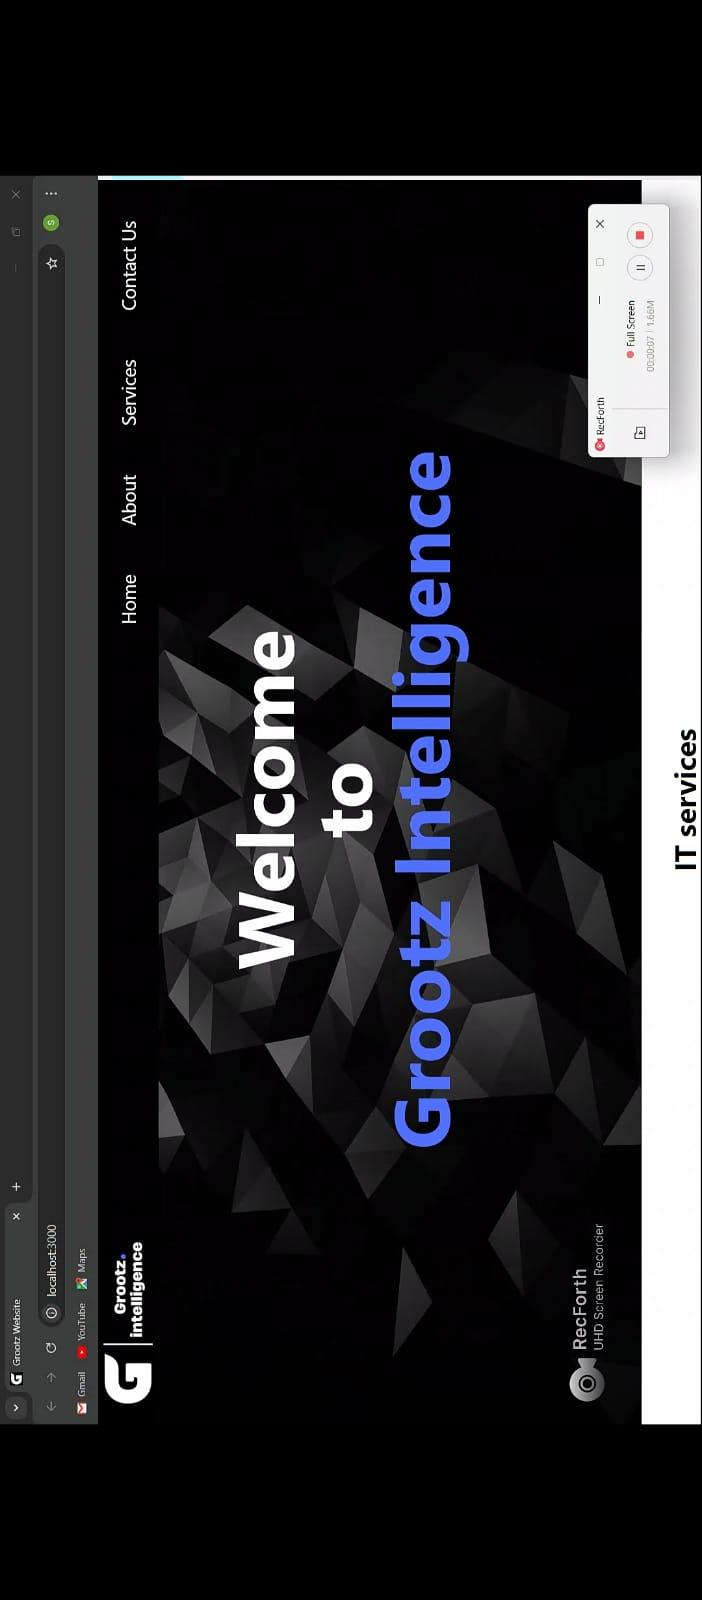 Grootz Website
localhost:3000
S
Gmail
YouTube
Maps
G
Grootz.
intelligence
Home
About
Services
Contact Us
Welcome
to
Grootz Intelligence
RecForth
UHD Screen Recorder
RecForth
Full Screen
00:00:07 | 1.66M
IT services